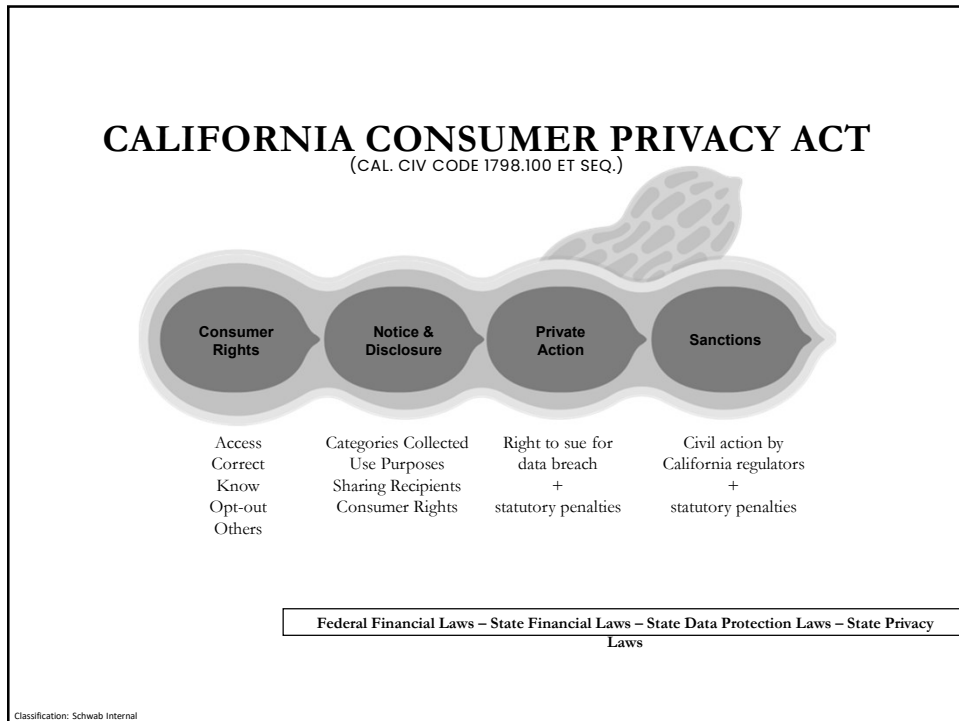 CALIFORNIA CONSUMER PRIVACY ACT
(CAL. CIV CODE 1798.100 ET SEQ.)
Consumer
Rights
Notice &
Disclosure
Private
Action
Sanctions
Access
Correct
Know
Opt-out
Others
Categories Collected
Use Purposes
Sharing Recipients
Consumer Rights
Right to sue for
data breach
+
statutory penalties
Civil action by
California regulators
+
statutory penalties
Federal Financial Laws – State Financial Laws – State Data Protection Laws – State Privacy
Laws
Classification: Schwab Internal